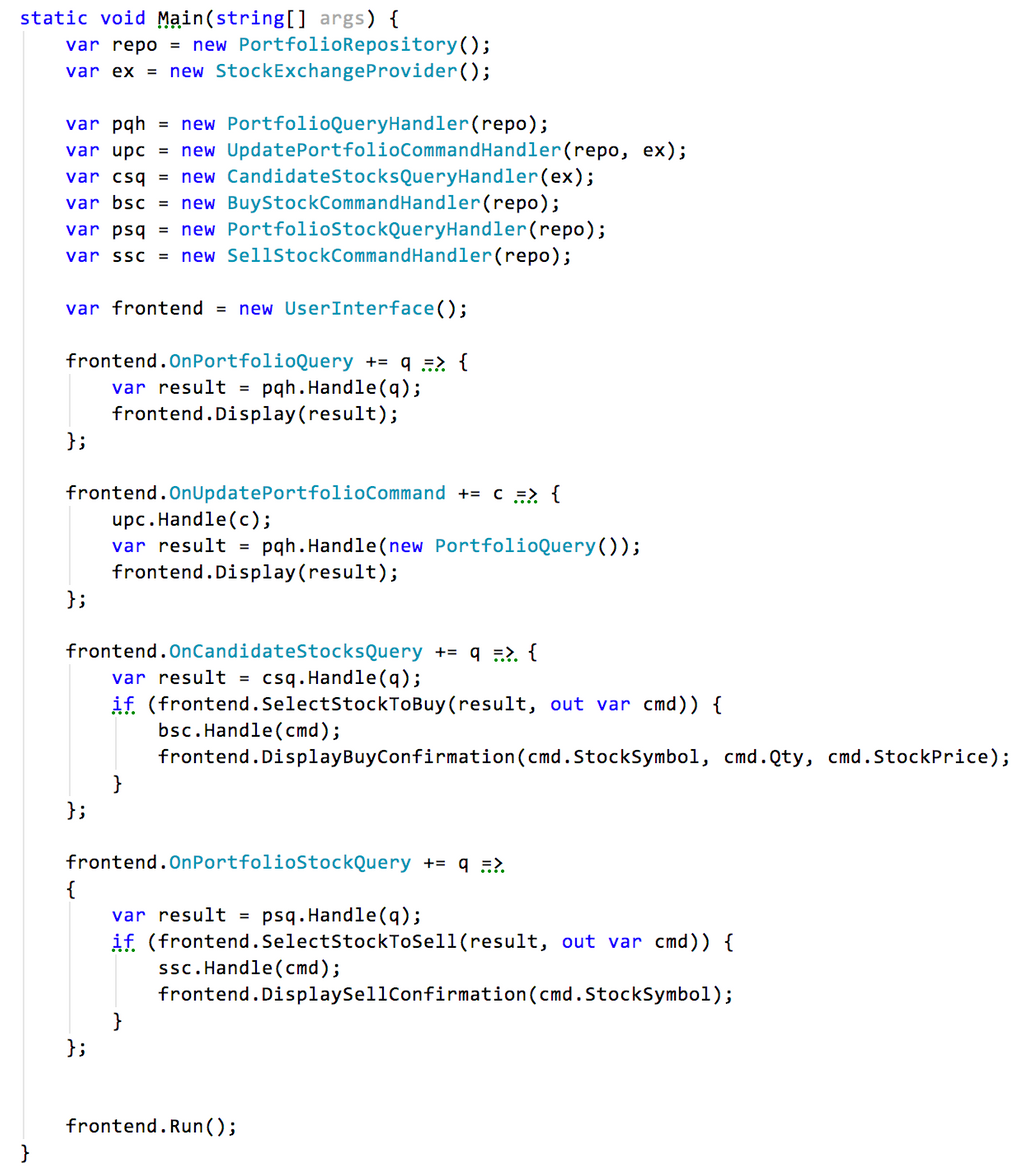 static void Main(string[] args) {
    var repo = new PortfolioRepository();
    var ex = new StockExchangeProvider();

    var pqh = new PortfolioQueryHandler(repo);
    var upc = new UpdatePortfolioCommandHandler(repo, ex);
    var csq = new CandidateStocksQueryHandler(ex);
    var bsc = new BuyStockCommandHandler(repo);
    var psq = new PortfolioStockQueryHandler(repo);
    var ssc = new SellStockCommandHandler(repo);

    var frontend = new UserInterface();

    frontend.OnPortfolioQuery += q => {
        var result = pqh.Handle(q);
        frontend.Display(result);
    };

    frontend.OnUpdatePortfolioCommand += c => {
        upc.Handle(c);
        var result = pqh.Handle(new PortfolioQuery());
        frontend.Display(result);
    };

    frontend.OnCandidateStocksQuery += q => {
        var result = csq.Handle(q);
        if (frontend.SelectStockToBuy(result, out var cmd)) {
            bsc.Handle(cmd);
            frontend.DisplayBuyConfirmation(cmd.StockSymbol, cmd.Qty, cmd.StockPrice);
        }
    };

    frontend.OnPortfolioStockQuery += q =>
    {
        var result = psq.Handle(q);
        if (frontend.SelectStockToSell(result, out var cmd)) {
            ssc.Handle(cmd);
            frontend.DisplaySellConfirmation(cmd.StockSymbol);
        }
    };


    frontend.Run();
}